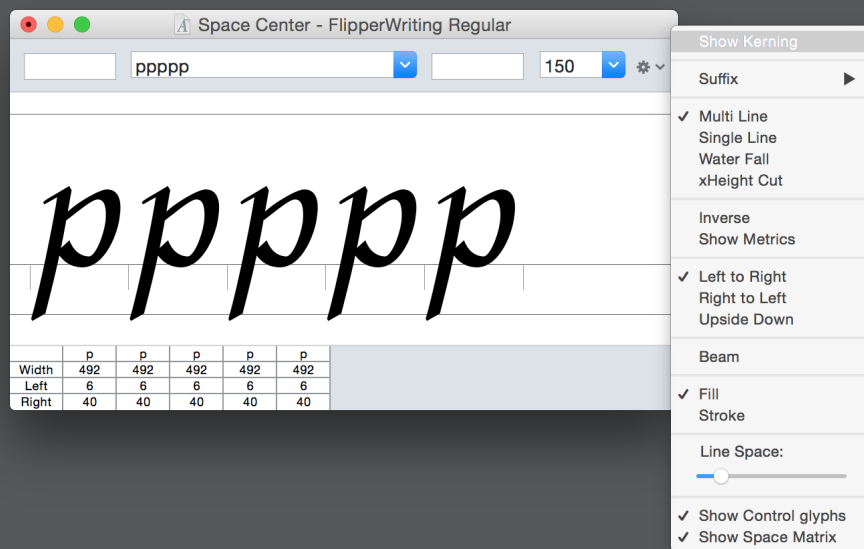 Space Center - FlipperWriting Regular
ppppp
150
ppppp
p p p p p
Width 492 492 492 492 492
Left 6 6 6 6 6
Right 40 40 40 40 40
Show Kerning
Suffix
Multi Line
Single Line
Water Fall
xHeight Cut
Inverse
Show Metrics
Left to Right
Right to Left
Upside Down
Beam
Fill
Stroke
Line Space:
Show Control glyphs
Show Space Matrix